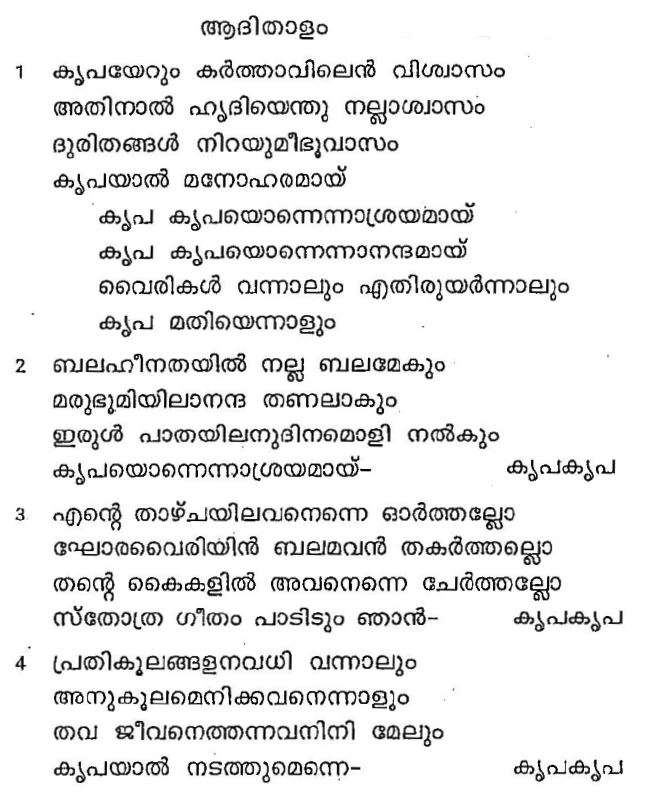 ആദിതാളം
1 കൃപയേറും കർത്താവിലെൻ വിശ്വാസം
അതിനാൽ ഹൃദിയെന്തു നല്ലാശ്വാസം
ദുരിതങ്ങൾ നിറയുമീഭൂവാസം
കൃപയാൽ മനോഹരമായ്
കൃപ കൃപയൊന്നെന്നാശ്രയമായ്
കൃപ കൃപയൊന്നെന്നാനന്ദമായ്
വൈരികൾ വന്നാലും എതിരുയർന്നാലും
കൃപ മതിയെന്നാളും
2 ബലഹീനതയിൽ നല്ല ബലമേകും
മരുഭൂമിയിലാനന്ദ തണലാകും
ഇരുൾ പാതയിലനുദിനമൊളി നൽകും
കൃപയൊന്നെന്നാശ്രയമായ്– കൃപകൃപ
3 എന്റെ താഴ്ചയിലവനെന്നെ ഓർത്തല്ലോ
ഘോരവൈരിയിൻ ബലമവൻ തകർത്തല്ലൊ
തന്റെ കൈകളിൽ അവനെന്നെ ചേർത്തല്ലോ
സ്തോത്ര ഗീതം പാടിടും ഞാൻ– കൃപകൃപ
4 പ്രതികൂലങ്ങളനവധി വന്നാലും
അനുകൂലമെനിക്കവനെന്നാളും
തവ ജീവനെത്തന്നവനിനി മേലും
കൃപയാൽ നടത്തുമെന്നെ– കൃപകൃപ